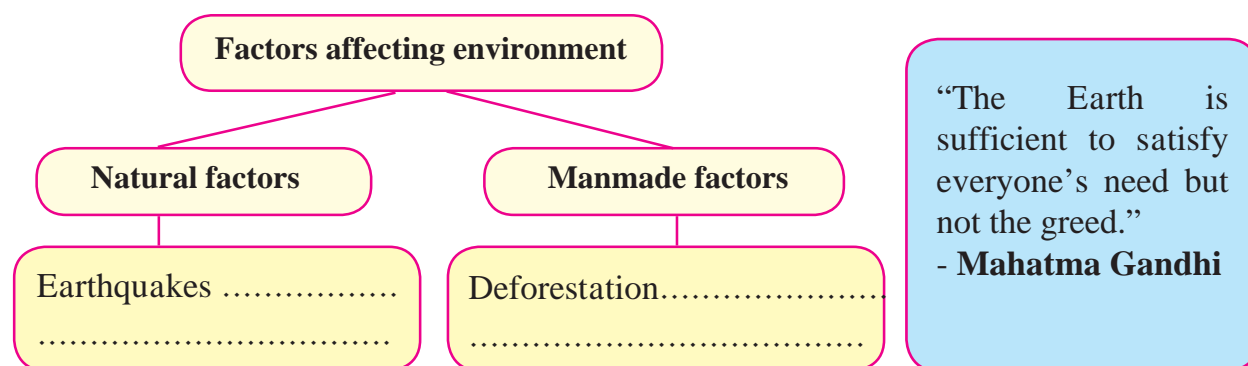 Factors affecting environment
Natural factors
Manmade factors
Earthquakes .................
..................................
Deforestation......................
......................................
“The Earth is
sufficient to satisfy
everyone’s need but
not the greed.”
- Mahatma Gandhi